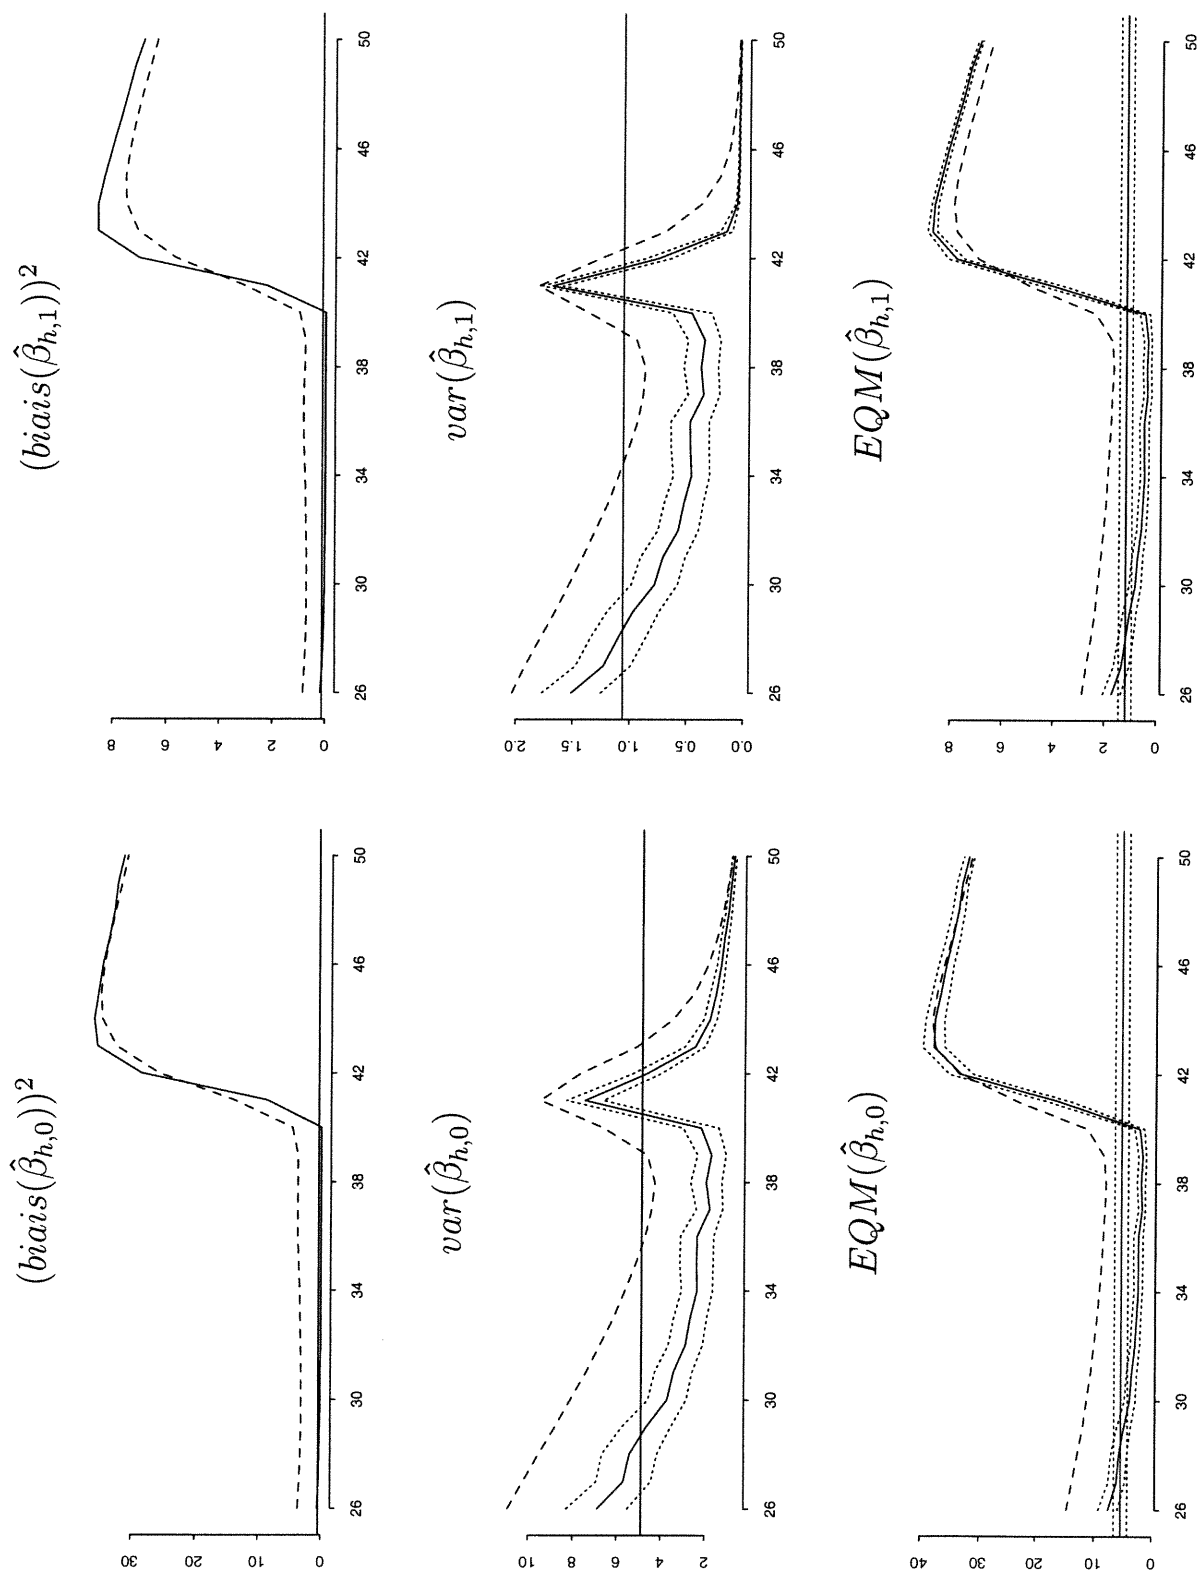 (biais(β̂h,1))²
0 2 4 6 8
26 30 34 38 42 46 50
var(β̂h,1)
0.0 0.5 1.0 1.5 2.0
26 30 34 38 42 46 50
EQM(β̂h,1)
0 2 4 6 8
26 30 34 38 42 46 50
(biais(β̂h,0))²
0 10 20 30
26 30 34 38 42 46 50
var(β̂h,0)
2 4 6 8 10
26 30 34 38 42 46 50
EQM(β̂h,0)
0 10 20 30 40
26 30 34 38 42 46 50